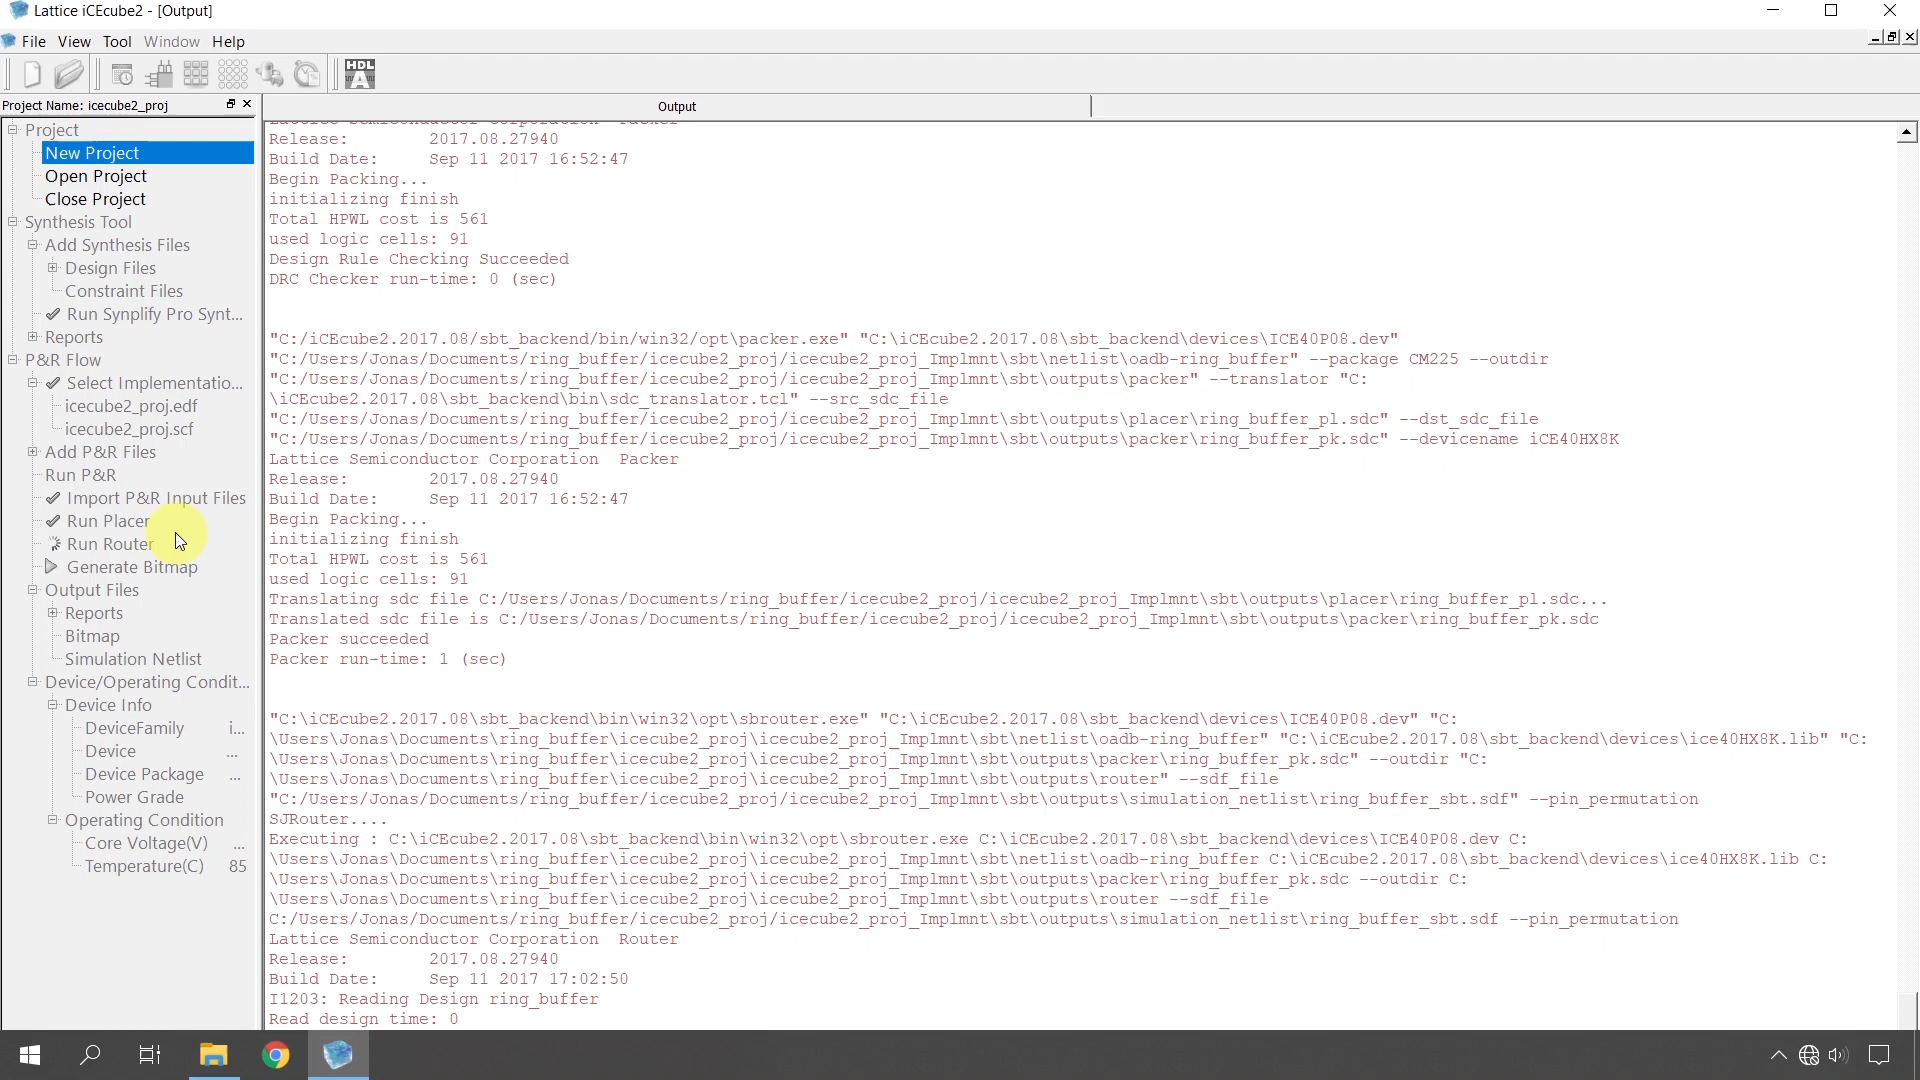 Lattice iCEcube2 - [Output]
File View Tool Window Help
HDL
A
Project Name: icecube2_proj
Project
New Project
Open Project
Close Project
Synthesis Tool
Add Synthesis Files
Design Files
Constraint Files
Run Synplify Pro Synt...
Reports
P&R Flow
Select Implementatio...
icecube2_proj.edf
icecube2_proj.scf
Add P&R Files
Run P&R
Import P&R Input Files
Run Placer
Run Router
Generate Bitmap
Output Files
Reports
Bitmap
Simulation Netlist
Device/Operating Condit...
Device Info
DeviceFamily i...
Device ...
Device Package ...
Power Grade
Operating Condition
Core Voltage(V) ...
Temperature(C) 85
Output
Lattice Semiconductor Corporation  Packer
Release:        2017.08.27940
Build Date:     Sep 11 2017 16:52:47
Begin Packing...
initializing finish
Total HPWL cost is 561
used logic cells: 91
Design Rule Checking Succeeded
DRC Checker run-time: 0 (sec)
"C:/iCEcube2.2017.08/sbt_backend/bin/win32/opt\packer.exe" "C:\iCEcube2.2017.08\sbt_backend\devices\ICE40P08.dev"
"C:/Users/Jonas/Documents/ring_buffer/icecube2_proj/icecube2_proj_Implmnt\sbt\netlist\oadb-ring_buffer" --package CM225 --outdir
"C:/Users/Jonas/Documents/ring_buffer/icecube2_proj/icecube2_proj_Implmnt\sbt\outputs\packer" --translator "C:
\iCEcube2.2017.08\sbt_backend\bin\sdc_translator.tcl" --src_sdc_file
"C:/Users/Jonas/Documents/ring_buffer/icecube2_proj/icecube2_proj_Implmnt\sbt\outputs\placer\ring_buffer_pl.sdc" --dst_sdc_file
"C:/Users/Jonas/Documents/ring_buffer/icecube2_proj/icecube2_proj_Implmnt\sbt\outputs\packer\ring_buffer_pk.sdc" --devicename iCE40HX8K
Lattice Semiconductor Corporation  Packer
Release:        2017.08.27940
Build Date:     Sep 11 2017 16:52:47
Begin Packing...
initializing finish
Total HPWL cost is 561
used logic cells: 91
Translating sdc file C:/Users/Jonas/Documents/ring_buffer/icecube2_proj/icecube2_proj_Implmnt\sbt\outputs\placer\ring_buffer_pl.sdc...
Translated sdc file is C:/Users/Jonas/Documents/ring_buffer/icecube2_proj/icecube2_proj_Implmnt\sbt\outputs\packer\ring_buffer_pk.sdc
Packer succeeded
Packer run-time: 1 (sec)
"C:\iCEcube2.2017.08\sbt_backend\bin\win32\opt\sbrouter.exe" "C:\iCEcube2.2017.08\sbt_backend\devices\ICE40P08.dev" "C:
\Users\Jonas\Documents\ring_buffer\icecube2_proj\icecube2_proj_Implmnt\sbt\netlist\oadb-ring_buffer" "C:\iCEcube2.2017.08\sbt_backend\devices\ice40HX8K.lib" "C:
\Users\Jonas\Documents\ring_buffer\icecube2_proj\icecube2_proj_Implmnt\sbt\outputs\packer\ring_buffer_pk.sdc" --outdir "C:
\Users\Jonas\Documents\ring_buffer\icecube2_proj\icecube2_proj_Implmnt\sbt\outputs\router" --sdf_file
"C:/Users/Jonas/Documents/ring_buffer/icecube2_proj/icecube2_proj_Implmnt\sbt\outputs\simulation_netlist\ring_buffer_sbt.sdf" --pin_permutation
SJRouter....
Executing : C:\iCEcube2.2017.08\sbt_backend\bin\win32\opt\sbrouter.exe C:\iCEcube2.2017.08\sbt_backend\devices\ICE40P08.dev C:
\Users\Jonas\Documents\ring_buffer\icecube2_proj\icecube2_proj_Implmnt\sbt\netlist\oadb-ring_buffer C:\iCEcube2.2017.08\sbt_backend\devices\ice40HX8K.lib C:
\Users\Jonas\Documents\ring_buffer\icecube2_proj\icecube2_proj_Implmnt\sbt\outputs\packer\ring_buffer_pk.sdc --outdir C:
\Users\Jonas\Documents\ring_buffer\icecube2_proj\icecube2_proj_Implmnt\sbt\outputs\router --sdf_file
C:/Users/Jonas/Documents/ring_buffer/icecube2_proj/icecube2_proj_Implmnt\sbt\outputs\simulation_netlist\ring_buffer_sbt.sdf --pin_permutation
Lattice Semiconductor Corporation  Router
Release:        2017.08.27940
Build Date:     Sep 11 2017 17:02:50
I1203: Reading Design ring_buffer
Read design time: 0